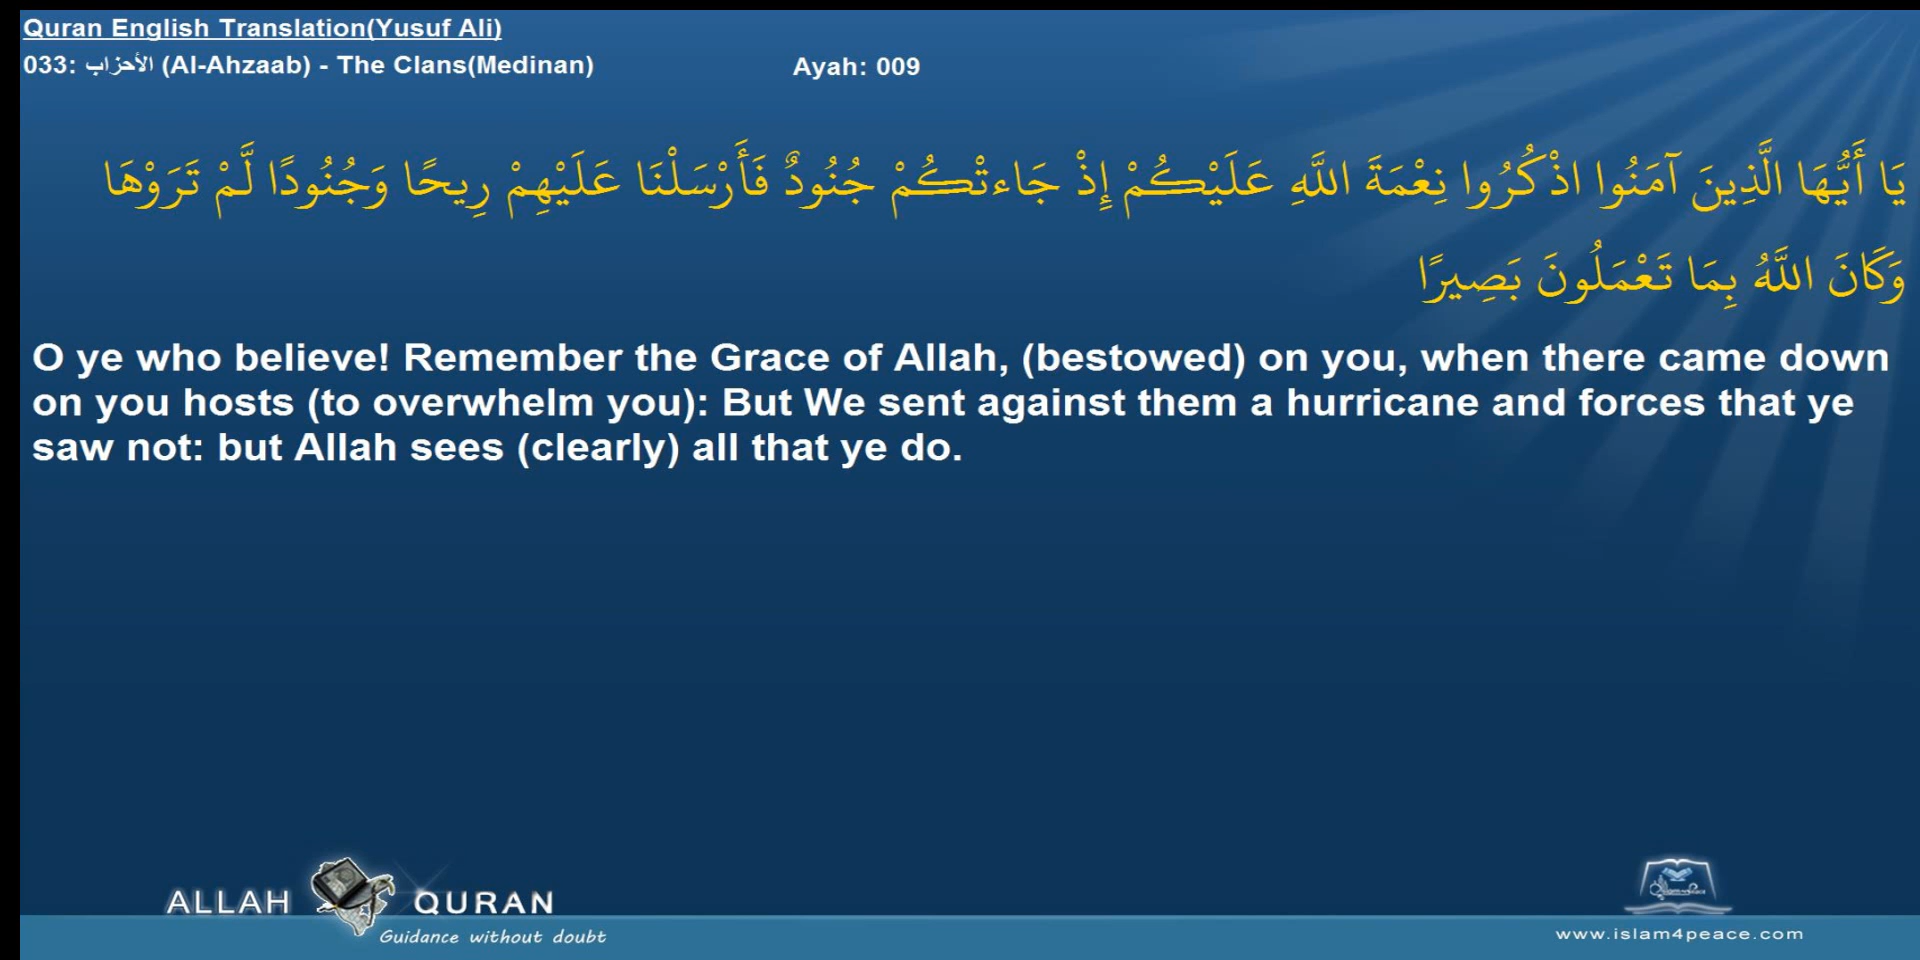 Quran English Translation(Yusuf Ali)
033: الأحزاب (Al-Ahzaab) - The Clans(Medinan) Ayah: 009
يَا أَيُّهَا الَّذِينَ آمَنُوا اذْكُرُوا نِعْمَةَ اللَّهِ عَلَيْكُمْ إِذْ جَاءتْكُمْ جُنُودٌ فَأَرْسَلْنَا عَلَيْهِمْ رِيحًا وَجُنُودًا لَّمْ تَرَوْهَا
وَكَانَ اللَّهُ بِمَا تَعْمَلُونَ بَصِيرًا
O ye who believe! Remember the Grace of Allah, (bestowed) on you, when there came down
on you hosts (to overwhelm you): But We sent against them a hurricane and forces that ye
saw not: but Allah sees (clearly) all that ye do.
ALLAH QURAN
Guidance without doubt
www.islam4peace.com